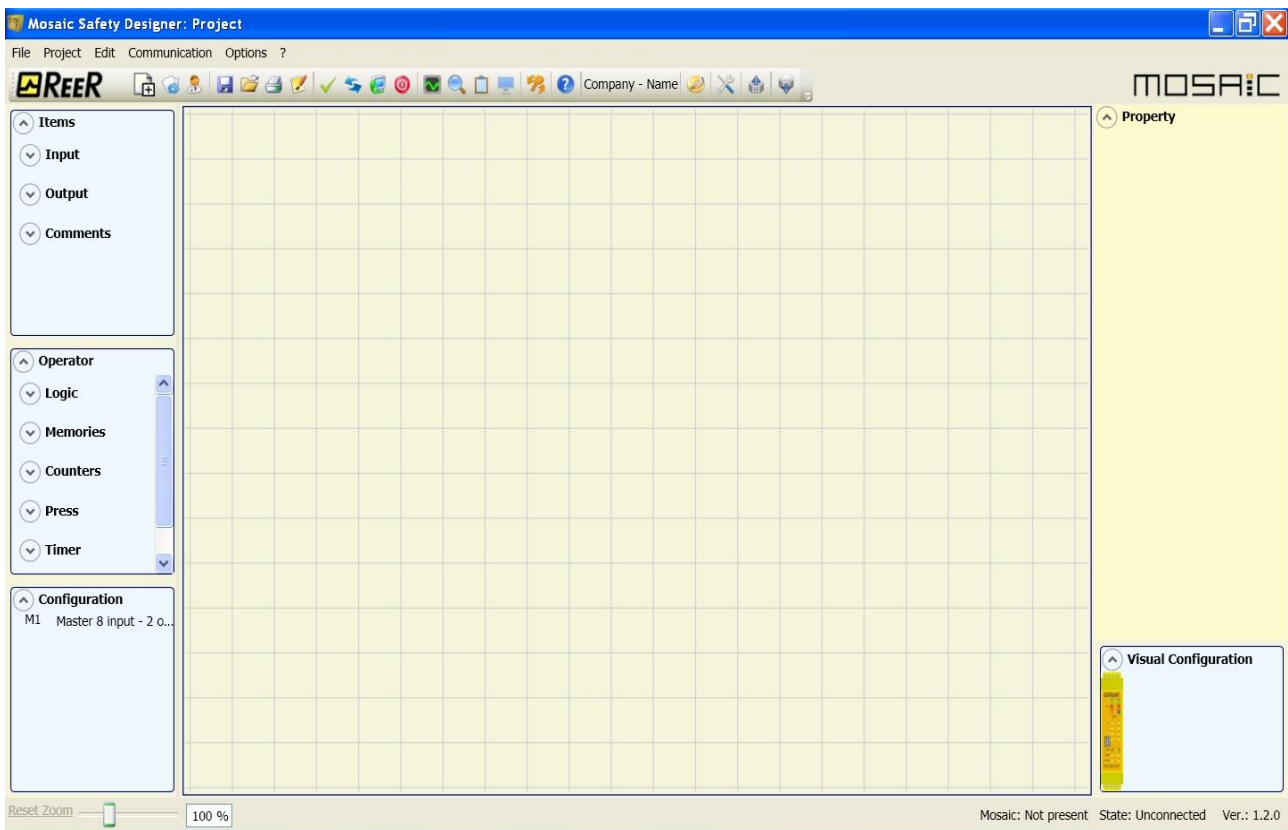 Mosaic Safety Designer: Project
File Project Edit Communication Options ?
REER
Company - Name
MOSAIC
Items
Input
Output
Comments
Operator
Logic
Memories
Counters
Press
Timer
Configuration
M1 Master 8 input - 2 o...
Property
Visual Configuration
Reset Zoom
100 %
Mosaic: Not present State: Unconnected Ver.: 1.2.0